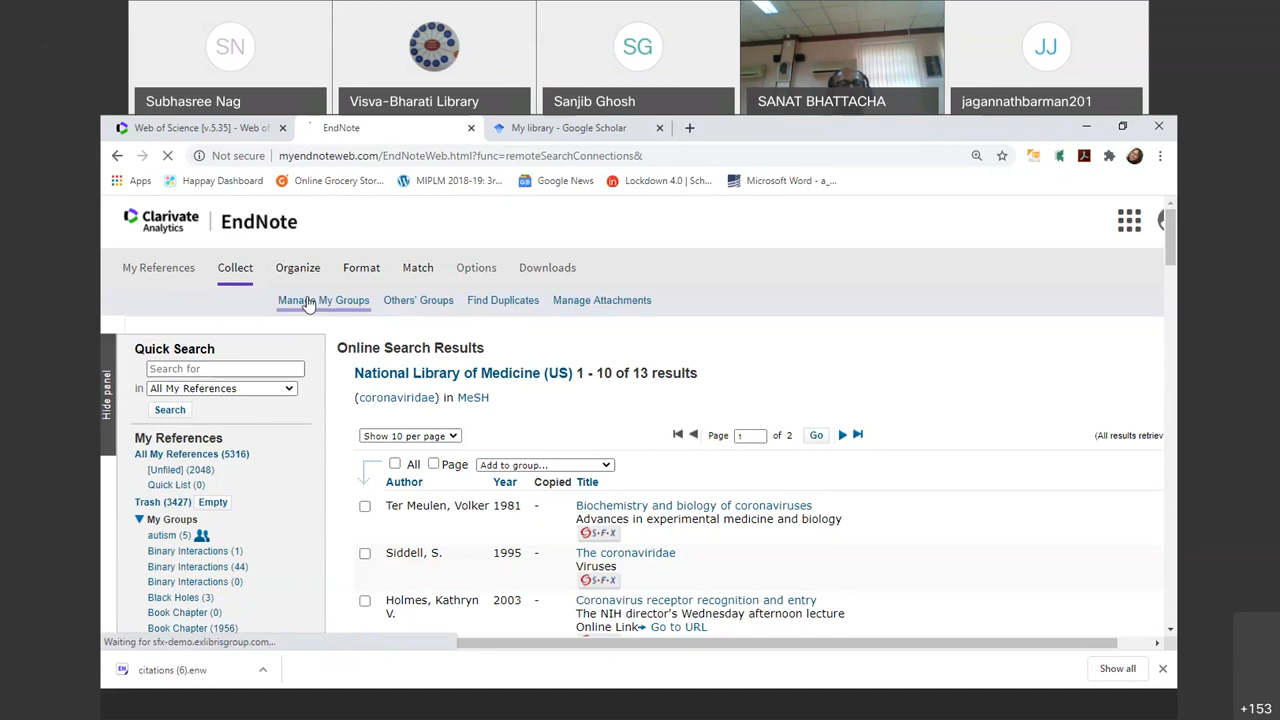 SN
SG
JJ
Subhasree Nag
Visva-Bharati Library
Sanjib Ghosh
SANAT BHATTACHA
jagannathbarman201
Web of Science [v.5.35] - Web of
EndNote
My library - Google Scholar
Not secure
myendnoteweb.com/EndNoteWeb.html?func=remoteSearchConnections&
Apps
Happay Dashboard
Online Grocery Stor...
MIPLM 2018-19: 3r...
Google News
Lockdown 4.0 | Sch...
Microsoft Word - a_...
Clarivate
Analytics
EndNote
My References
Collect
Organize
Format
Match
Options
Downloads
Manage My Groups
Others' Groups
Find Duplicates
Manage Attachments
Hide panel
Quick Search
Search for
in All My References
Search
My References
All My References (5316)
[Unfiled] (2048)
Quick List (0)
Trash (3427) Empty
My Groups
autism (5)
Binary Interactions (1)
Binary Interactions (44)
Binary Interactions (0)
Black Holes (3)
Book Chapter (0)
Book Chapter (1956)
Online Search Results
National Library of Medicine (US) 1 - 10 of 13 results
(coronaviridae) in MeSH
Show 10 per page
Page 1 of 2 Go
(All results retriev
All Page Add to group...
Author Year Copied Title
Ter Meulen, Volker 1981 - Biochemistry and biology of coronaviruses
Advances in experimental medicine and biology
S·F·X
Siddell, S. 1995 - The coronaviridae
Viruses
S·F·X
Holmes, Kathryn V. 2003 - Coronavirus receptor recognition and entry
The NIH director's Wednesday afternoon lecture
Online Link Go to URL
Waiting for sfx-demo.exlibrisgroup.com...
EN
citations (6).enw
Show all
+153